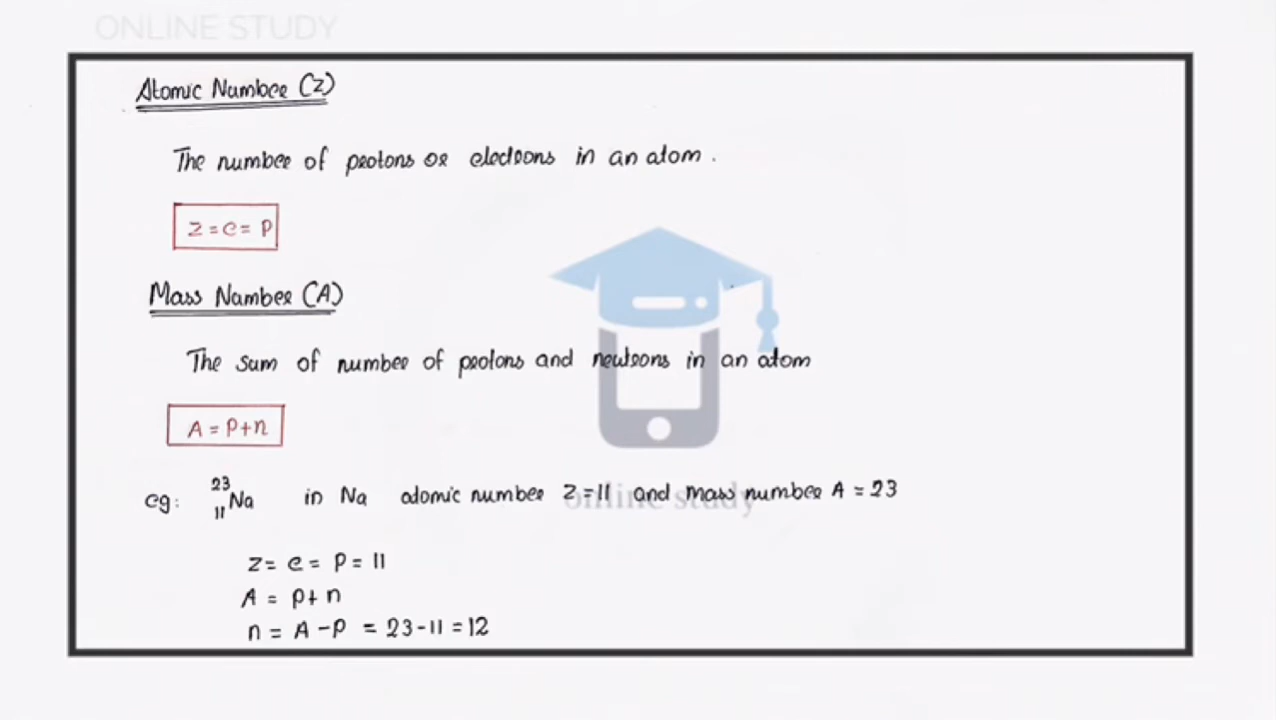 ONLINE STUDY
Atomic Number (Z)
The number of protons or electrons in an atom.
Z = e = P
Mass Number (A)
The sum of number of protons and neutrons in an atom
A = P+n
eg: ²³₁₁Na in Na atomic number Z = 11 and mass number A = 23
online study
Z = e = P = 11
A = p+n
n = A - P = 23-11 = 12